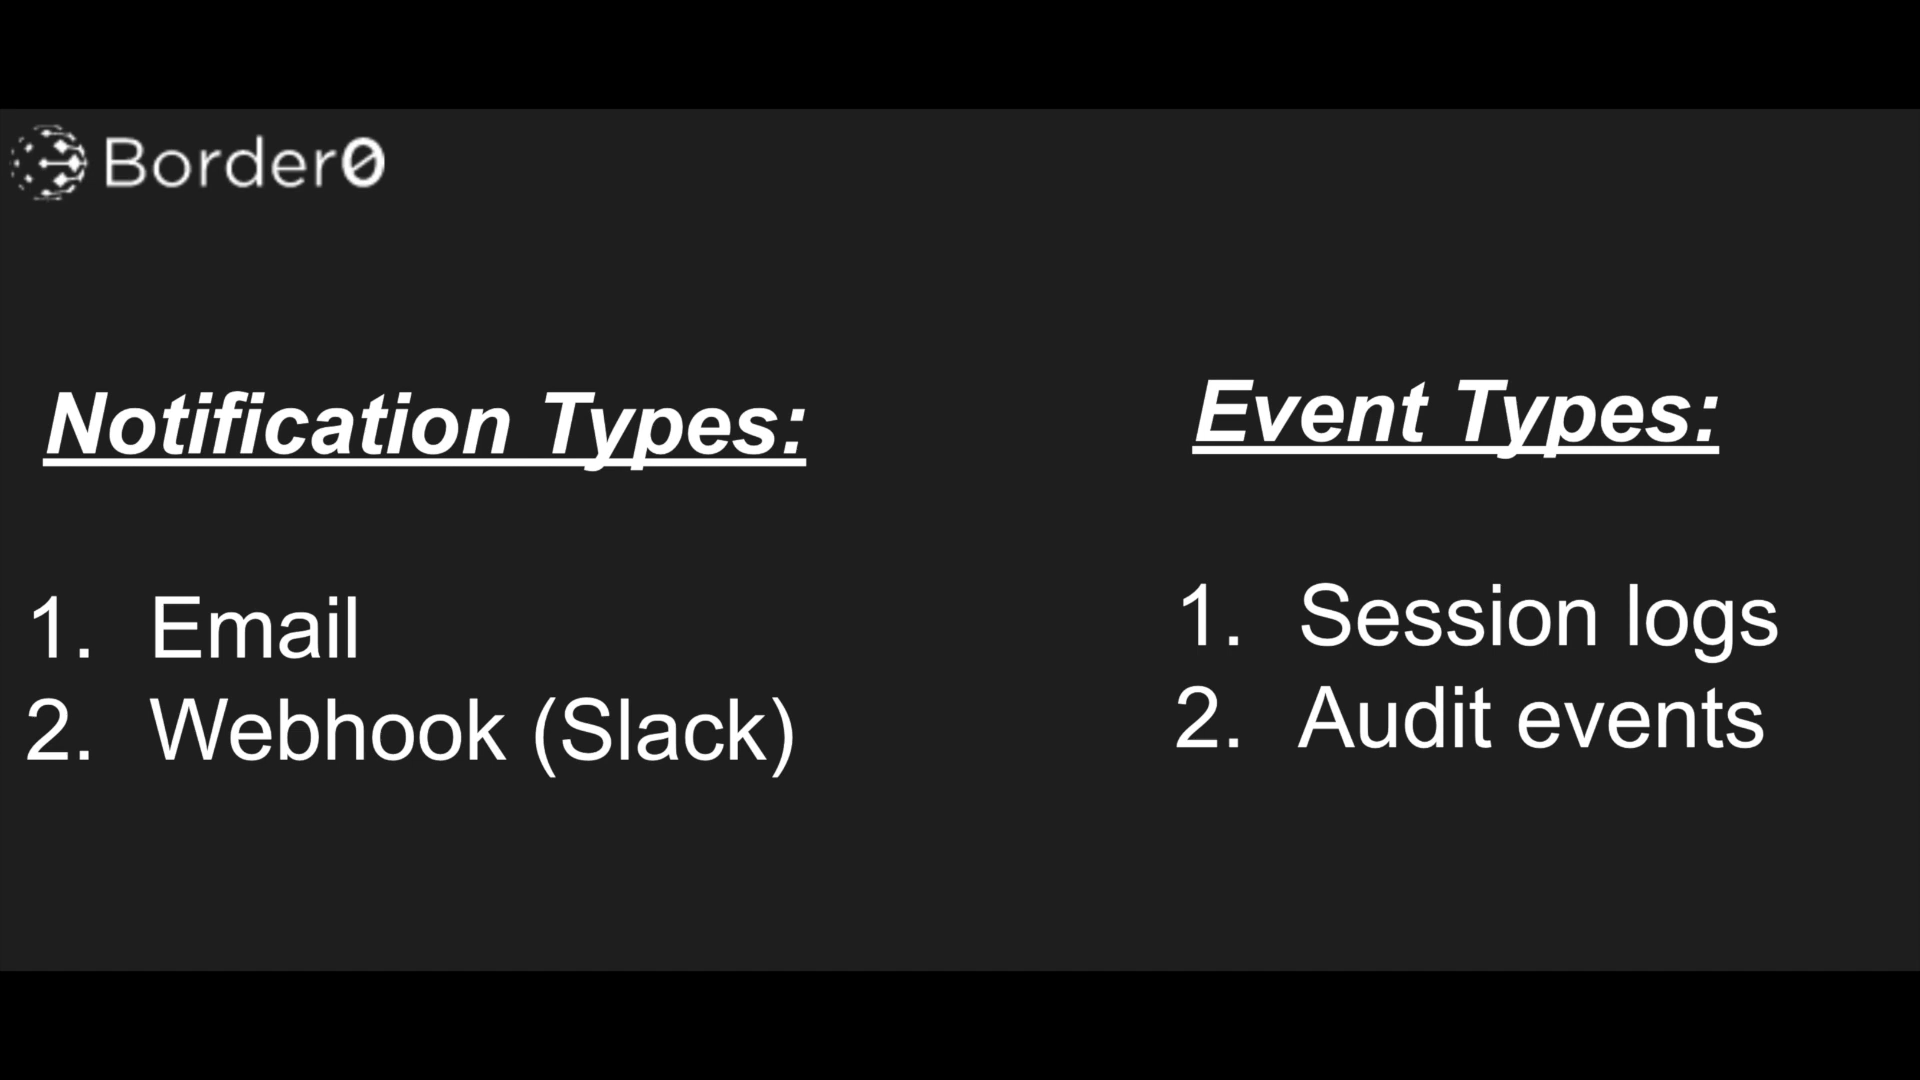 Border0
Notification Types:
1. Email
2. Webhook (Slack)
Event Types:
1. Session logs
2. Audit events